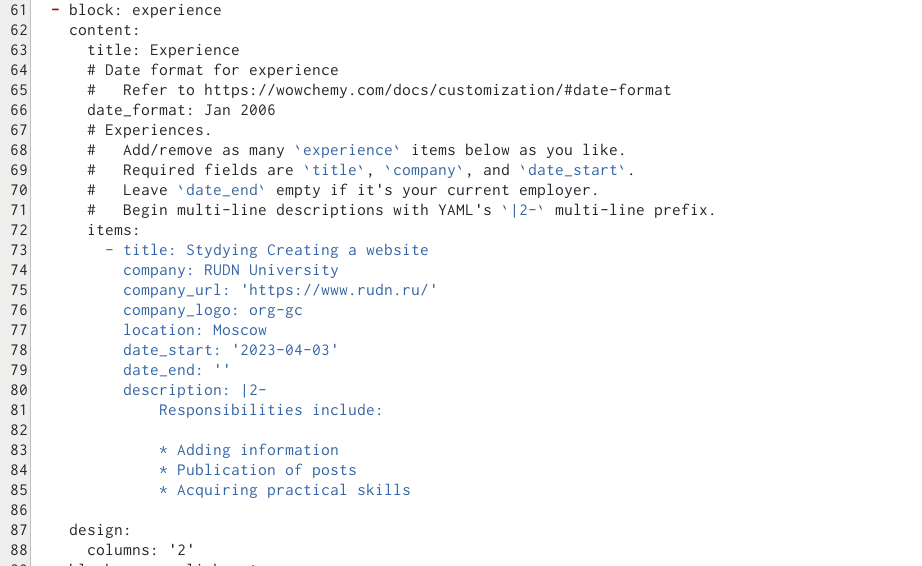 61 - block: experience
62 content:
63 title: Experience
64 # Date format for experience
65 # Refer to https://wowchemy.com/docs/customization/#date-format
66 date_format: Jan 2006
67 # Experiences.
68 # Add/remove as many `experience` items below as you like.
69 # Required fields are `title`, `company`, and `date_start`.
70 # Leave `date_end` empty if it's your current employer.
71 # Begin multi-line descriptions with YAML's `|2-` multi-line prefix.
72 items:
73 - title: Stydying Creating a website
74 company: RUDN University
75 company_url: 'https://www.rudn.ru/'
76 company_logo: org-gc
77 location: Moscow
78 date_start: '2023-04-03'
79 date_end: ''
80 description: |2-
81 Responsibilities include:
82
83 * Adding information
84 * Publication of posts
85 * Acquiring practical skills
86
87 design:
88 columns: '2'